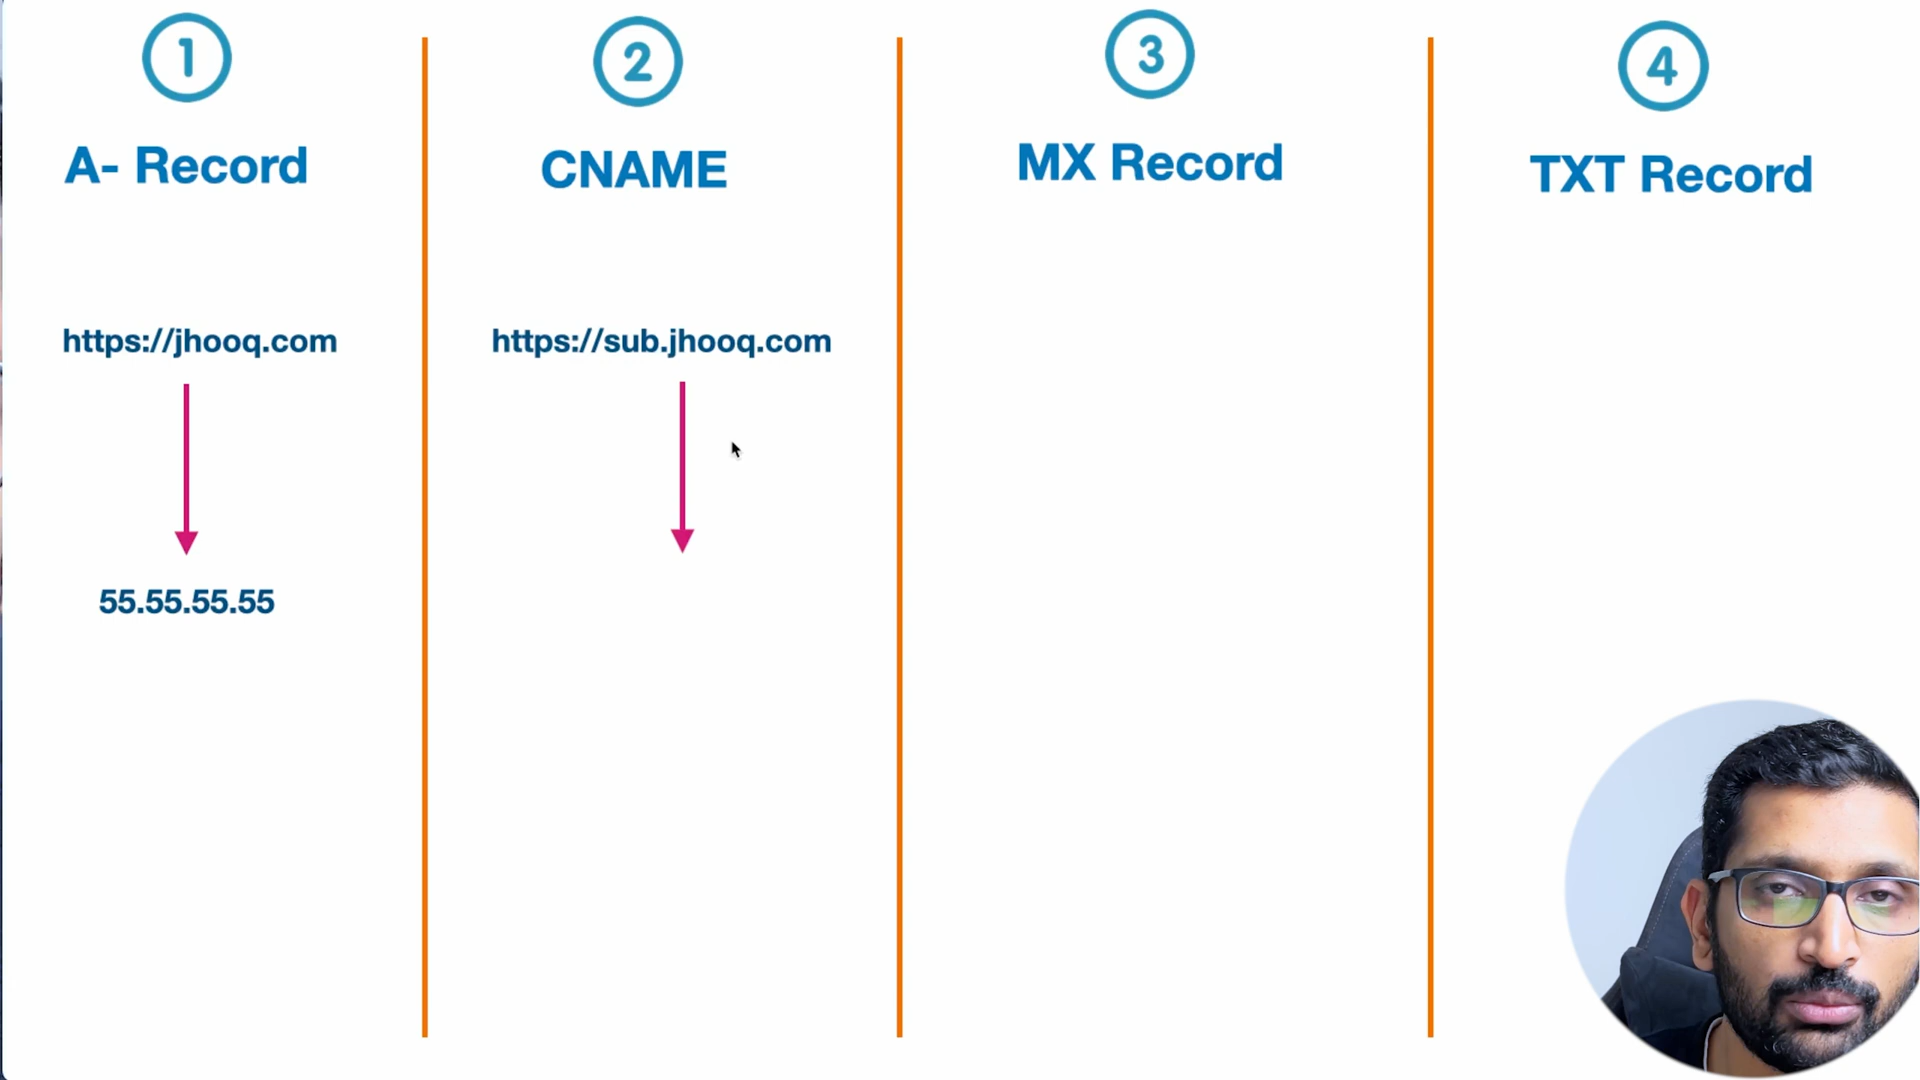 1
A- Record
https://jhooq.com
55.55.55.55
2
CNAME
https://sub.jhooq.com
3
MX Record
4
TXT Record